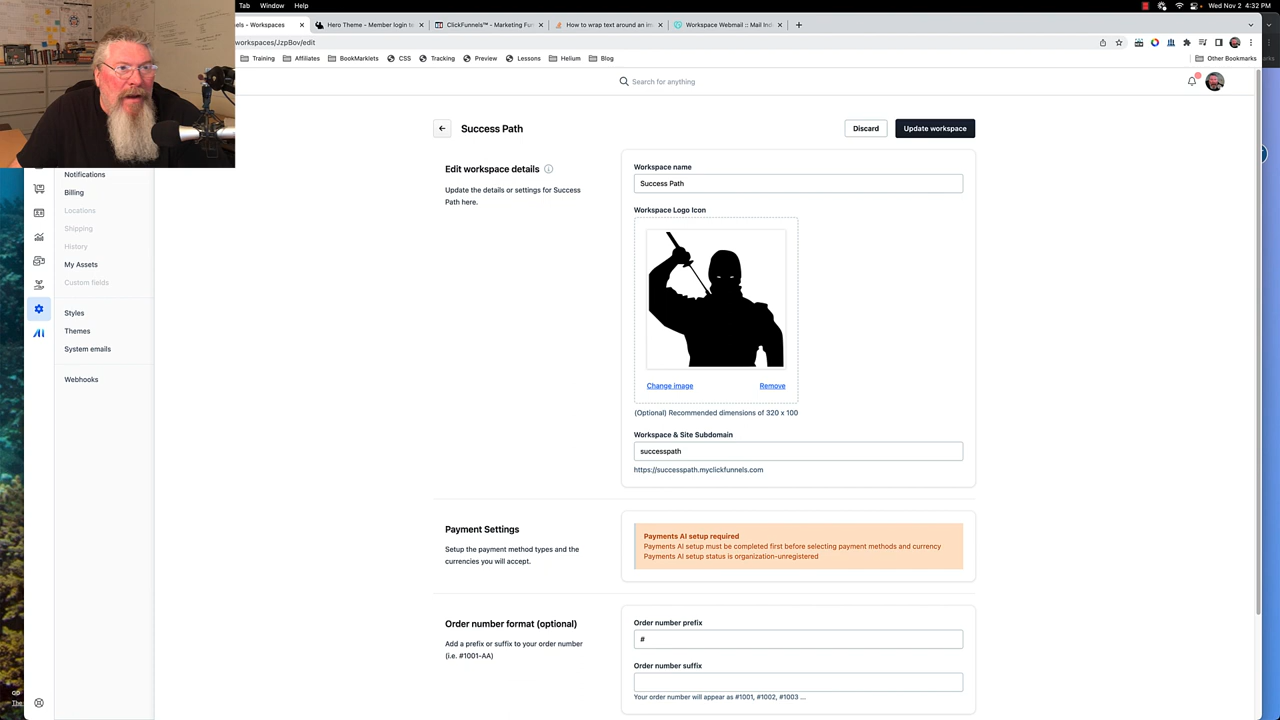 Tab Window Help
Wed Nov 2 4:32 PM
nels - Workspaces
Hero Theme - Member login to
ClickFunnels™ - Marketing Fun
How to wrap text around an im
Workspace Webmail :: Mail Ind
workspaces/JzpBov/edit
Training Affiliates BookMarklets CSS Tracking Preview Lessons Helium Blog
Other Bookmarks
Search for anything
Notifications
Billing
Locations
Shipping
History
My Assets
Custom fields
Styles
Themes
System emails
Webhooks
Success Path
Discard
Update workspace
Edit workspace details
Update the details or settings for Success
Path here.
Workspace name
Success Path
Workspace Logo Icon
Change image
Remove
(Optional) Recommended dimensions of 320 x 100
Workspace & Site Subdomain
successpath
https://successpath.myclickfunnels.com
Payment Settings
Setup the payment method types and the
currencies you will accept.
Payments AI setup required
Payments AI setup must be completed first before selecting payment methods and currency
Payments AI setup status is organization-unregistered
Order number format (optional)
Add a prefix or suffix to your order number
(i.e. #1001-AA)
Order number prefix
#
Order number suffix
Your order number will appear as #1001, #1002, #1003 ...